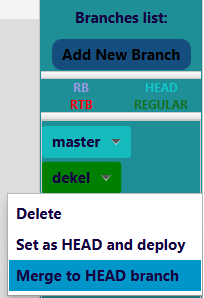 Branches list:
Add New Branch
RB HEAD
RTB REGULAR
master
dekel
Delete
Set as HEAD and deploy
Merge to HEAD branch